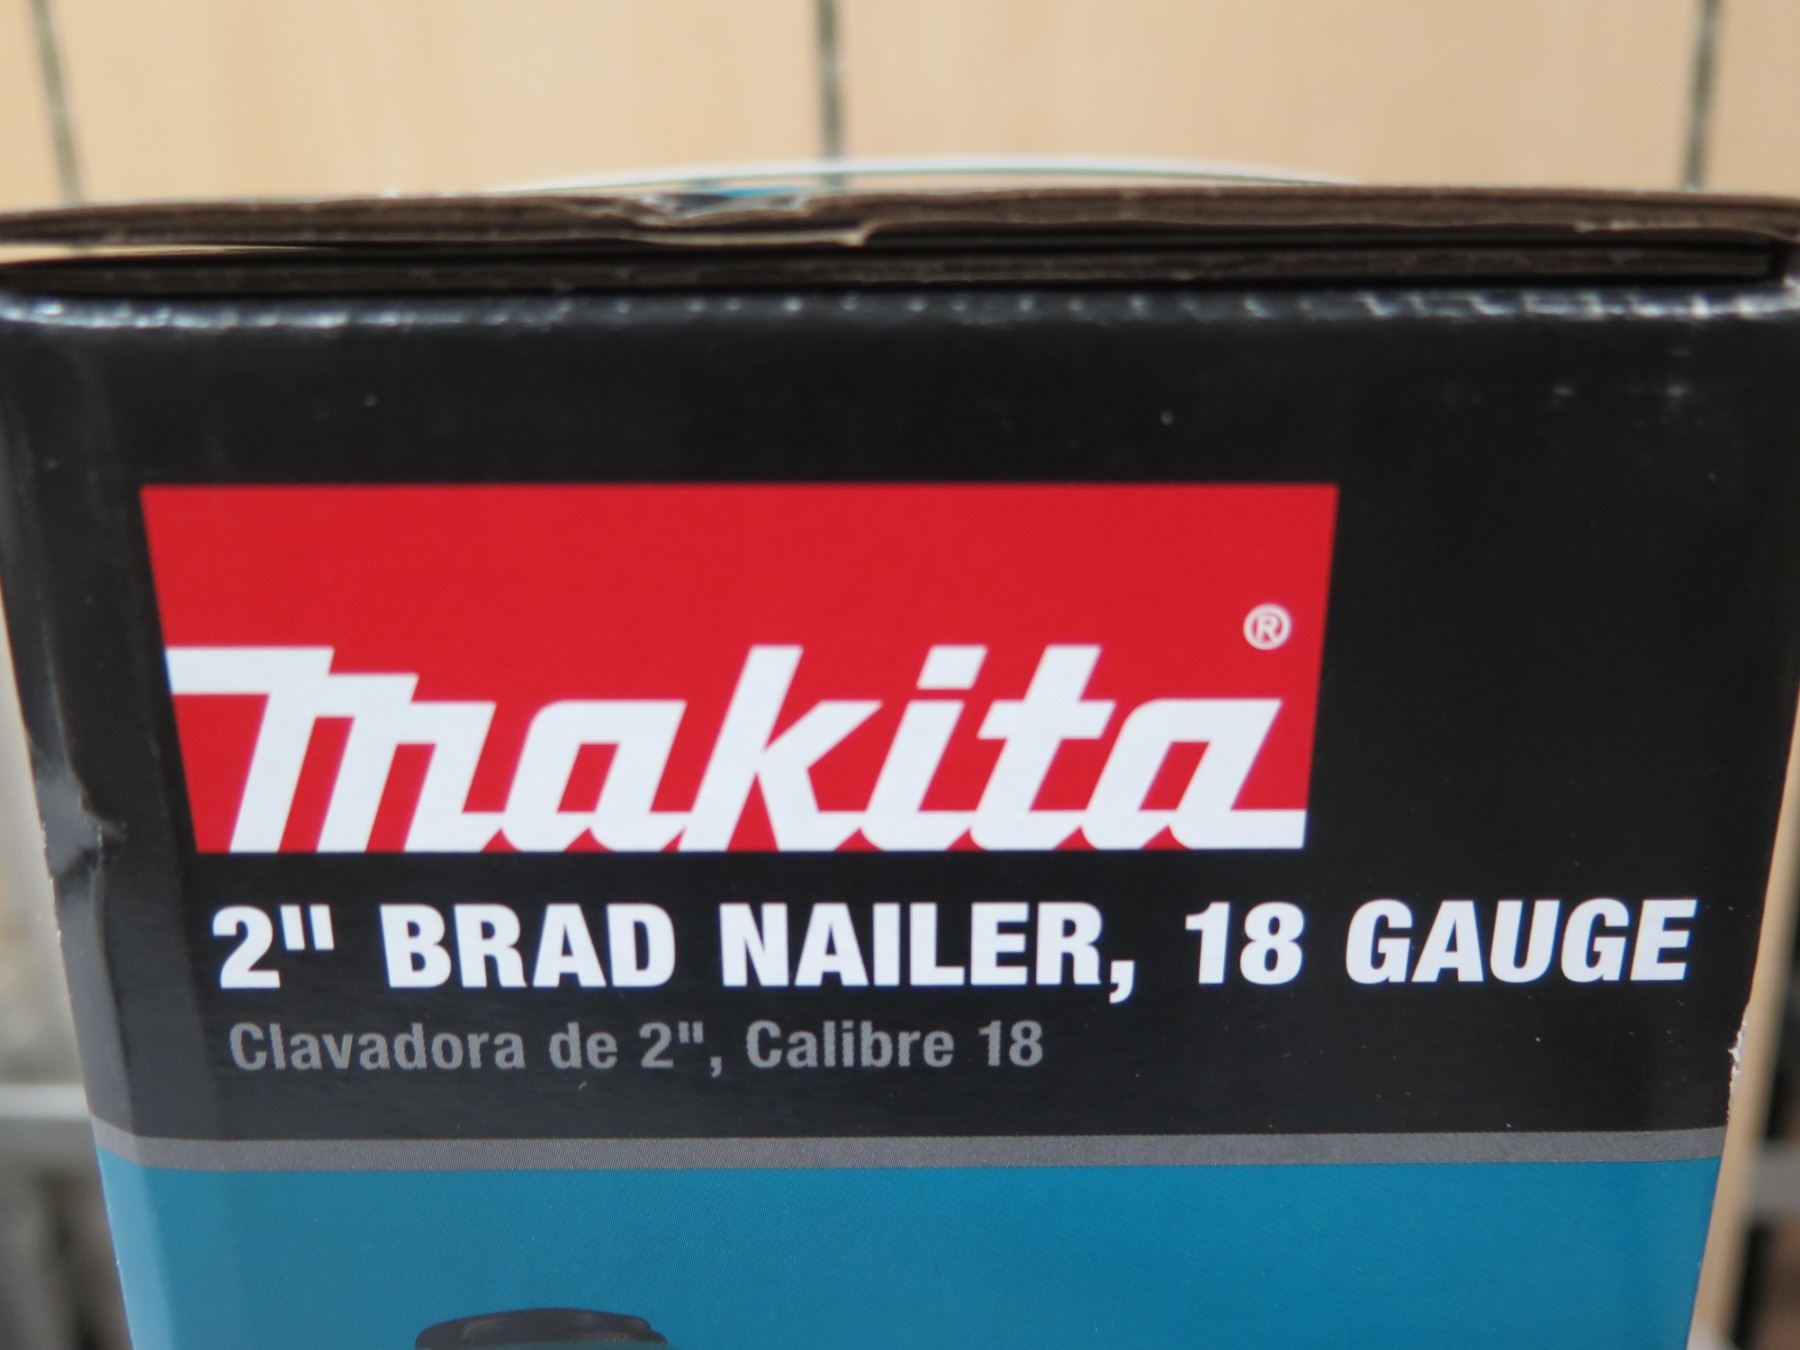 makita®
2" BRAD NAILER, 18 GAUGE
Clavadora de 2", Calibre 18